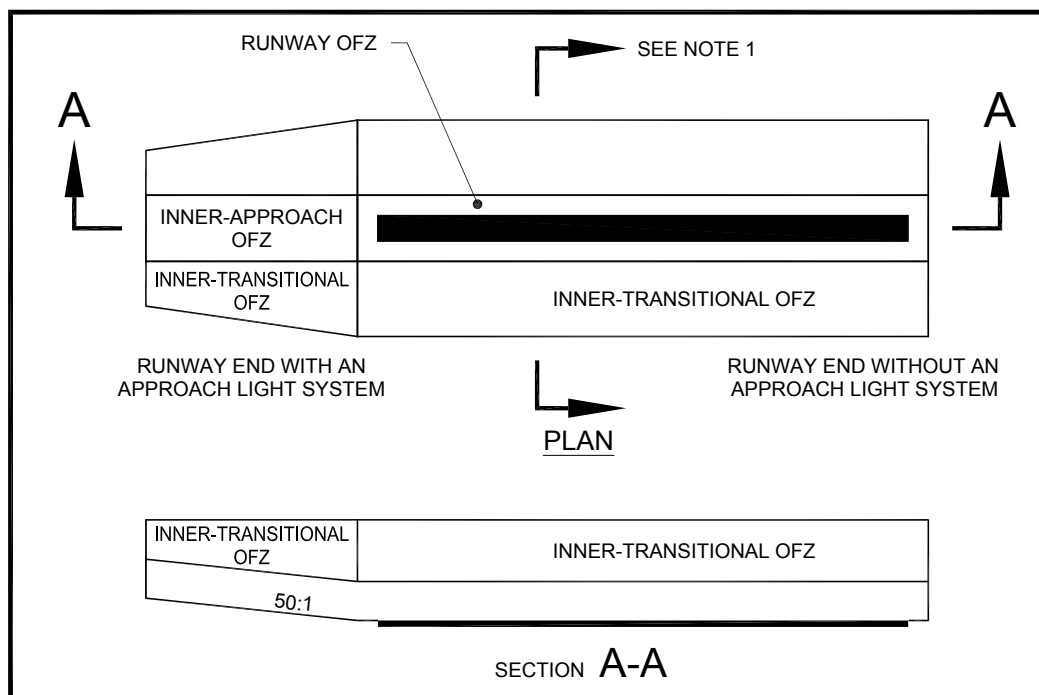 RUNWAY OFZ
SEE NOTE 1
A
A
INNER-APPROACH
OFZ
INNER-TRANSITIONAL
OFZ
INNER-TRANSITIONAL OFZ
RUNWAY END WITH AN
APPROACH LIGHT SYSTEM
RUNWAY END WITHOUT AN
APPROACH LIGHT SYSTEM
PLAN
INNER-TRANSITIONAL
OFZ
INNER-TRANSITIONAL OFZ
50:1
SECTION A-A